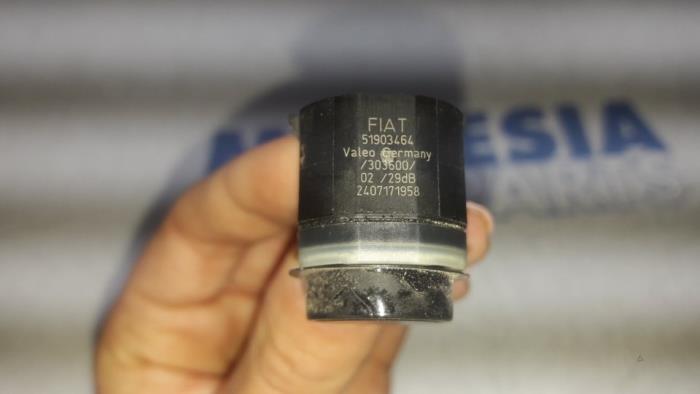 FIAT
51903464
Valeo Germany
/303600/
02 /29dB
2407171958